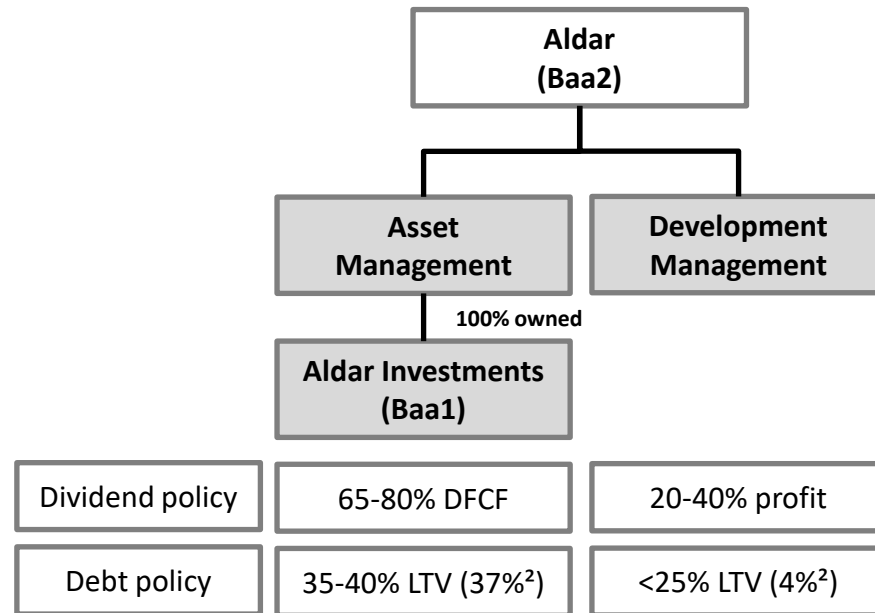 Aldar
(Baa2)
Asset
Management
Development
Management
100% owned
Aldar Investments
(Baa1)
Dividend policy
65-80% DFCF
20-40% profit
Debt policy
35-40% LTV (37%²)
<25% LTV (4%²)